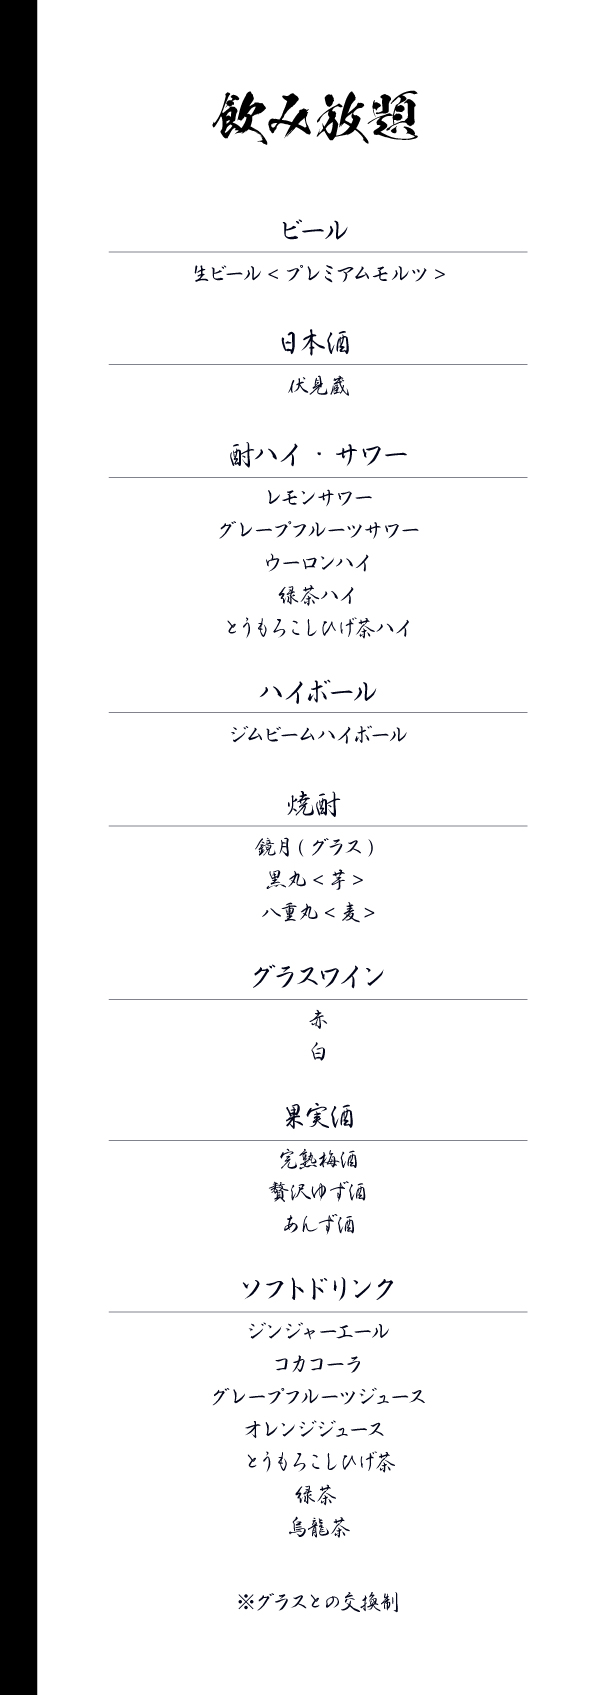 飲み放題
ビール
生ビール < プレミアムモルツ >
日本酒
伏見蔵
酎ハイ ・ サワー
レモンサワー
グレープフルーツサワー
ウーロンハイ
緑茶ハイ
とうもろこしひげ茶ハイ
ハイボール
ジムビームハイボール
焼酎
鏡月( グラス )
黒丸 < 芋 >
八重丸 < 麦 >
グラスワイン
赤
白
果実酒
完熟梅酒
贅沢ゆず酒
あんず酒
ソフトドリンク
ジンジャーエール
コカコーラ
グレープフルーツジュース
オレンジジュース
とうもろこしひげ茶
緑茶
烏龍茶
※グラスとの交換制